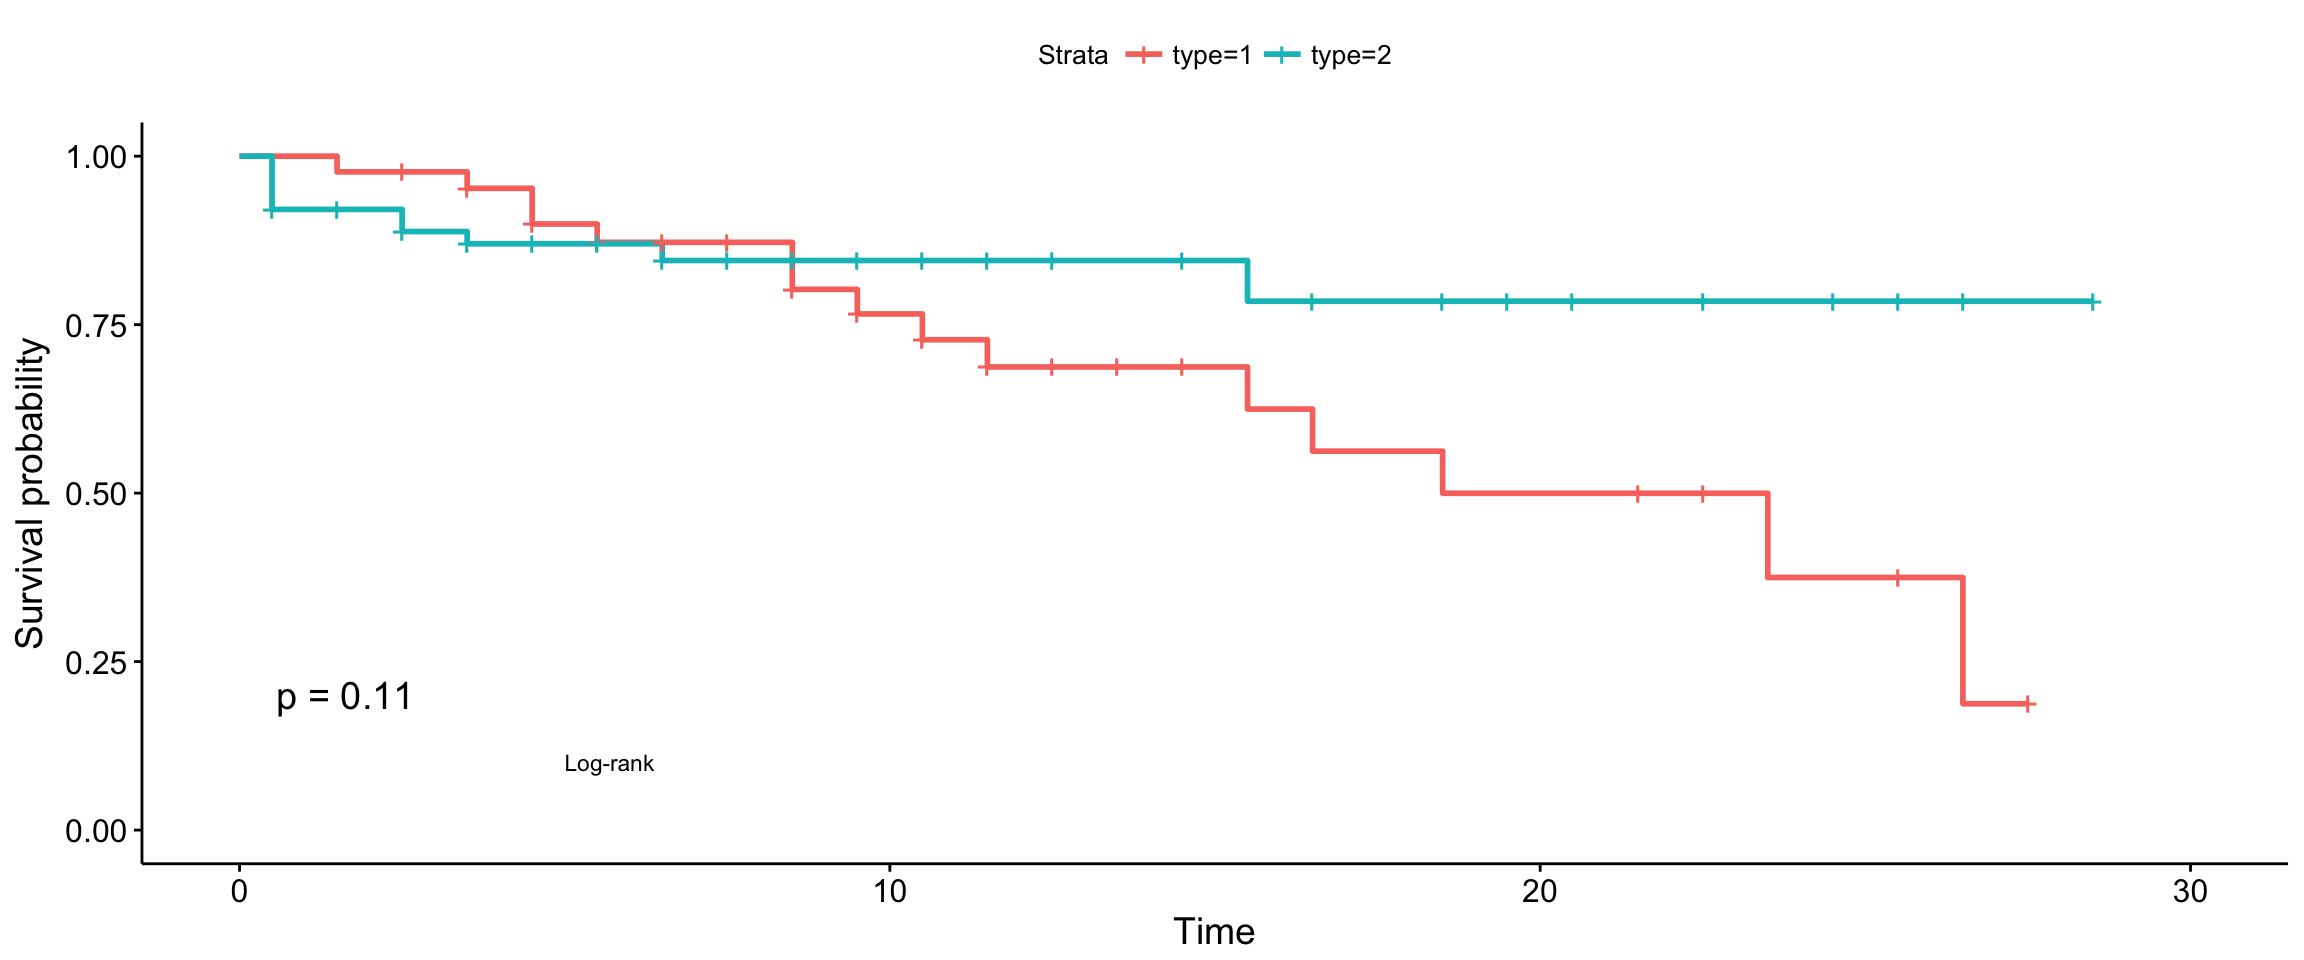 Strata type=1 type=2
1.00
0.75
0.50
0.25
0.00
Survival probability
p = 0.11
Log-rank
0 10 20 30
Time